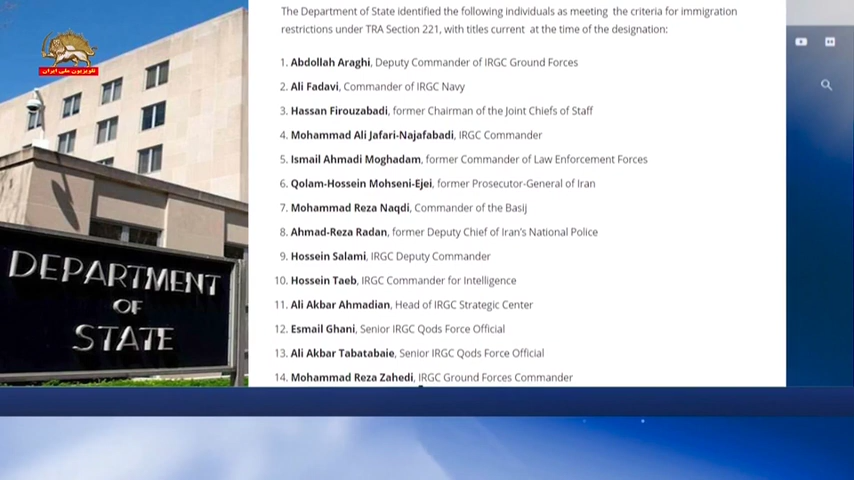 تلویزیون ملی ایران
The Department of State identified the following individuals as meeting the criteria for immigration
restrictions under TRA Section 221, with titles current at the time of the designation:
1. Abdollah Araghi, Deputy Commander of IRGC Ground Forces
2. Ali Fadavi, Commander of IRGC Navy
3. Hassan Firouzabadi, former Chairman of the Joint Chiefs of Staff
4. Mohammad Ali Jafari-Najafabadi, IRGC Commander
5. Ismail Ahmadi Moghadam, former Commander of Law Enforcement Forces
6. Qolam-Hossein Mohseni-Ejei, former Prosecutor-General of Iran
7. Mohammad Reza Naqdi, Commander of the Basij
8. Ahmad-Reza Radan, former Deputy Chief of Iran's National Police
9. Hossein Salami, IRGC Deputy Commander
10. Hossein Taeb, IRGC Commander for Intelligence
11. Ali Akbar Ahmadian, Head of IRGC Strategic Center
12. Esmail Ghani, Senior IRGC Qods Force Official
13. Ali Akbar Tabatabaie, Senior IRGC Qods Force Official
14. Mohammad Reza Zahedi, IRGC Ground Forces Commander
DEPARTMENT
OF
STATE